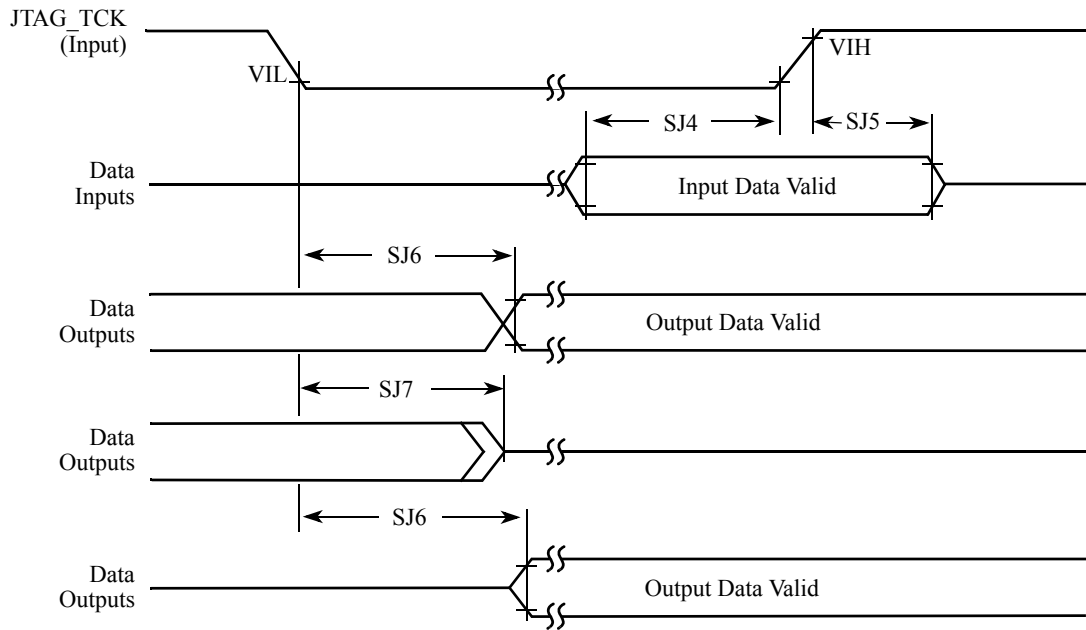 JTAG_TCK
(Input)
VIL
VIH
SJ4
SJ5
Data
Inputs
Input Data Valid
SJ6
Data
Outputs
Output Data Valid
SJ7
Data
Outputs
SJ6
Data
Outputs
Output Data Valid